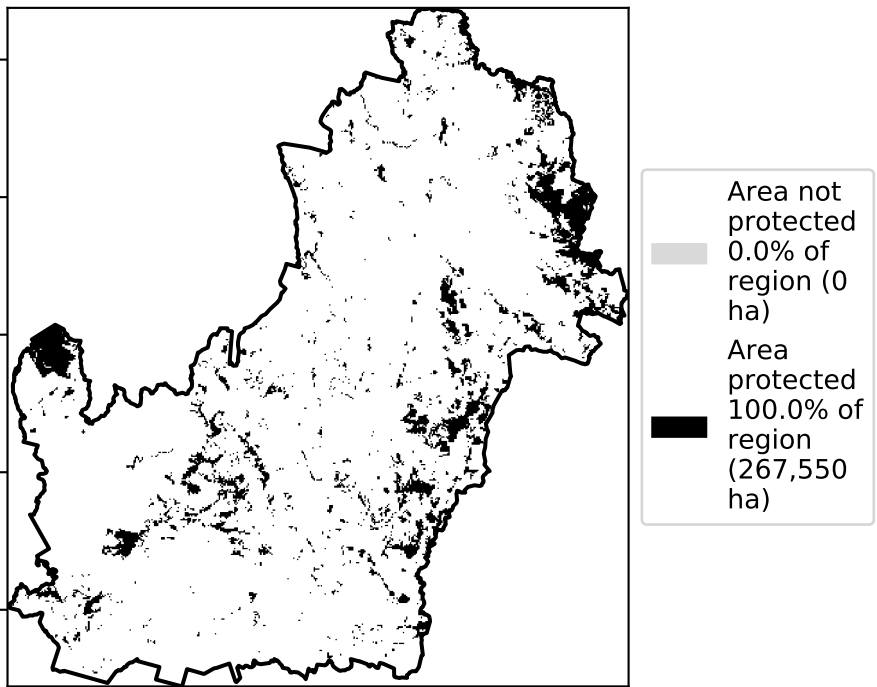 Area not
protected
0.0% of
region (0
ha)
Area
protected
100.0% of
region
(267,550
ha)